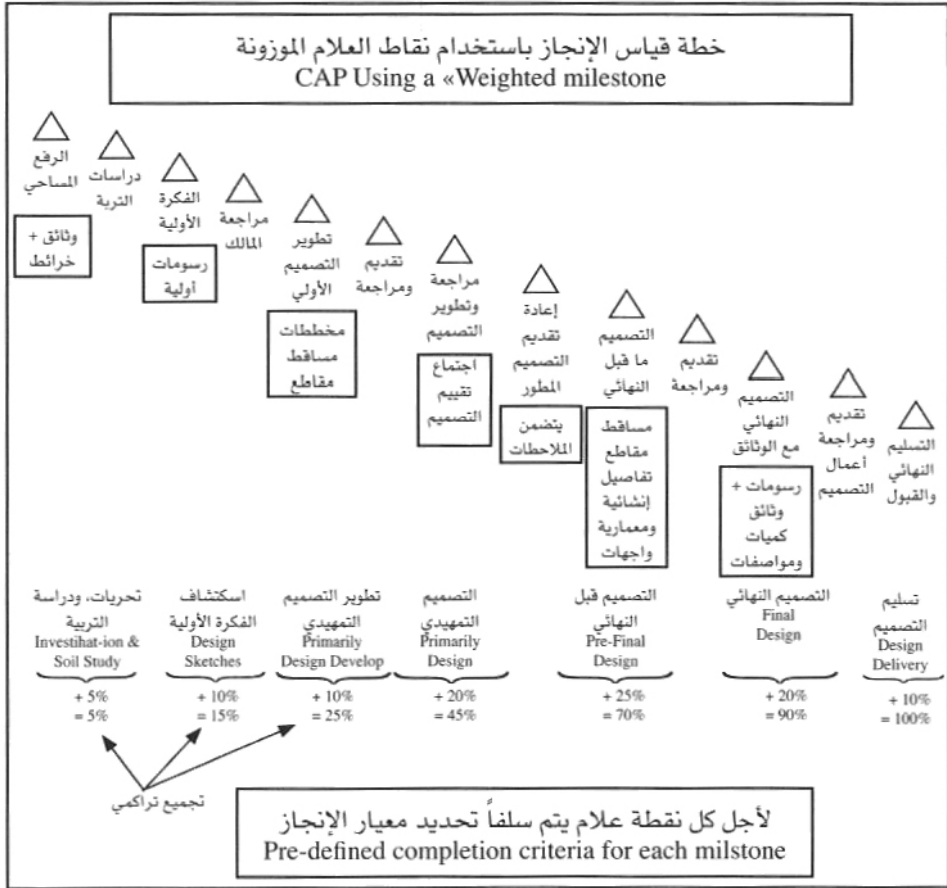 خطة قياس الإنجاز باستخدام نقاط العلام الموزونة
CAP Using a «Weighted milestone
الرفع
المساحي
وثائق +
خرائط
دراسات
التربة
الفكرة
الأولية
رسومات
أولية
مراجعة
المالك
تطوير
التصميم
الأولي
مخططات
مساقط
مقاطع
تقديم
ومراجعة
مراجعة
وتطوير
التصميم
اجتماع
تقييم
التصميم
إعادة
تقديم
التصميم
المطور
يتضمن
الملاحظات
التصميم
ما قبل
النهائي
مساقط
مقاطع
تفاصيل
إنشائية
ومعمارية
واجهات
تقديم
ومراجعة
التصميم
النهائي
مع الوثائق
رسومات +
وثائق
كميات
ومواصفات
تقديم
ومراجعة
أعمال
التصميم
التسليم
النهائي
والقبول
تحريات، ودراسة
التربية
Investihat-ion &
Soil Study
+ 5%
= 5%
اسكتشاف
الفكرة الأولية
Design
Sketches
+ 10%
= 15%
تطوير التصميم
التمهيدي
Primarily
Design Develop
+ 10%
= 25%
التصميم
التمهيدي
Primarily
Design
+ 20%
= 45%
التصميم قبل
النهائي
Pre-Final
Design
+ 25%
= 70%
التصميم النهائي
Final
Design
+ 20%
= 90%
تسليم
التصميم
Design
Delivery
+ 10%
= 100%
تجميع تراكمي
لأجل كل نقطة علام يتم سلفاً تحديد معيار الإنجاز
Pre-defined completion criteria for each milstone